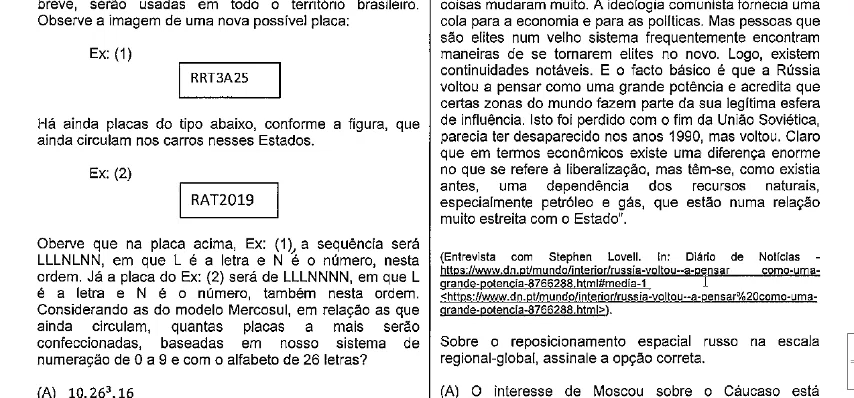 breve, serão usadas em todo o território brasileiro.
Observe a imagem de uma nova possível placa:
Ex: (1)
RRT3A25
Há ainda placas do tipo abaixo, conforme a figura, que
ainda circulam nos carros nesses Estados.
Ex: (2)
RAT2019
Oberve que na placa acima, Ex: (1), a sequência será
LLLNLNN, em que L é a letra e N é o número, nesta
ordem. Já a placa do Ex: (2) será de LLLNNNN, em que L
é a letra e N é o número, também nesta ordem.
Considerando as do modelo Mercosul, em relação as que
ainda circulam, quantas placas a mais serão
confeccionadas, baseadas em nosso sistema de
numeração de 0 a 9 e com o alfabeto de 26 letras?
(A) 10.26³.16
coisas mudaram muito. A ideologia comunista fornecia uma
cola para a economia e para as políticas. Mas pessoas que
são elites num velho sistema frequentemente encontram
maneiras de se tornarem elites no novo. Logo, existem
continuidades notáveis. E o facto básico é que a Rússia
voltou a pensar como uma grande potência e acredita que
certas zonas do mundo fazem parte da sua legítima esfera
de influência. Isto foi perdido com o fim da União Soviética,
parecia ter desaparecido nos anos 1990, mas voltou. Claro
que em termos econômicos existe uma diferença enorme
no que se refere à liberalização, mas têm-se, como existia
antes, uma dependência dos recursos naturais,
especialmente petróleo e gás, que estão numa relação
muito estreita com o Estado".
(Entrevista com Stephen Lovell. In: Diário de Notícias -
https://www.dn.pt/mundo/interior/russia-voltou--a-pensar como-uma-
grande-potencia-8766288.html#media-1
<https://www.dn.pt/mundo/interior/russia-voltou--a-pensar%20como-uma-
grande-potencia-8766288.html>).
Sobre o reposicionamento espacial russo na escala
regional-global, assinale a opção correta.
(A) O interesse de Moscou sobre o Cáucaso está